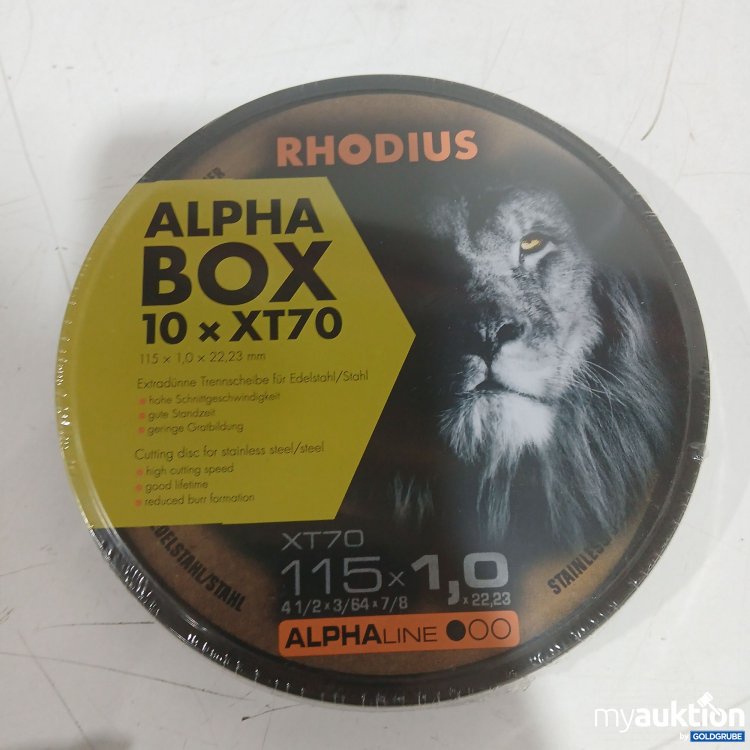 RHODIUS
ALPHA
BOX
10 x XT70
115 x 1,0 x 22,23 mm
Extradünne Trennscheibe für Edelstahl/Stahl
hohe Schnittgeschwindigkeit
gute Standzeit
geringe Gratbildung
Cutting disc for stainless steel/steel
high cutting speed
good lifetime
reduced burr formation
EDELSTAHL/STAHL
STAINLESS
XT70
115 x 1,0
4 1/2 x 3/64 x 7/8
x 22,23
ALPHALINE
myauktion
by GOLDGRUBE